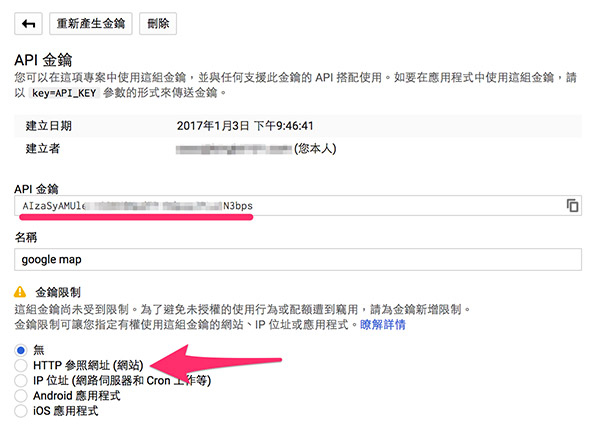 重新產生金鑰 刪除
API 金鑰
您可以在這項專案中使用這組金鑰，並與任何支援此金鑰的 API 搭配使用。如要在應用程式中使用這組金鑰，請
以 key=API_KEY 參數的形式來傳送金鑰。
建立日期 2017年1月3日 下午9:46:41
建立者 (您本人)
API 金鑰
AIzaSyAMUle N3bps
名稱
google map
金鑰限制
這組金鑰尚未受到限制。為了避免未授權的使用行為或配額遭到竊用，請為金鑰新增限制。
金鑰限制可讓您指定有權使用這組金鑰的網站、IP 位址或應用程式。瞭解詳情
無
HTTP 參照網址 (網站)
IP 位址 (網路伺服器和 Cron 工作等)
Android 應用程式
iOS 應用程式